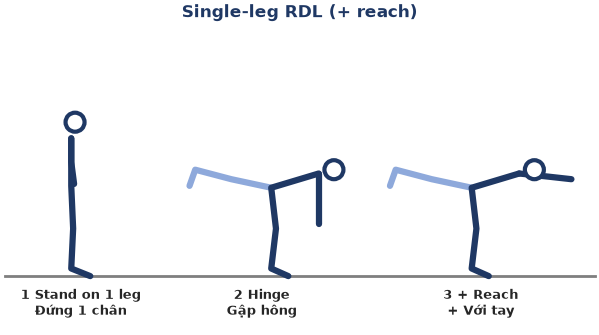 Single-leg RDL (+ reach)
1 Stand on 1 leg
Đứng 1 chân
2 Hinge
Gập hông
3 + Reach
+ Với tay